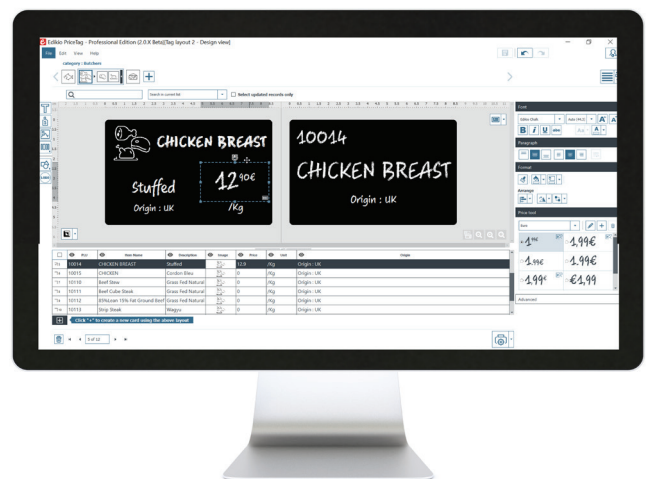 Edikio PriceTag - Professional Edition (2.0.X Beta)[Tag layout 2 - Design view]
File Edit View Help
category : Butchers
Search in current list
Select updated records only
CHICKEN BREAST
Stuffed
12 90€
Origin : UK
/Kg
10014
CHICKEN BREAST
Origin : UK
Font
B i U abc A
Paragraph
Format
Arrange
Price text
1,99€
1,99€
1,99€
1,99€
1,99€
€1,99
Advanced
PLU Item Name Description Image Price Unit Origin
10014 CHICKEN BREAST Stuffed 12.9 /Kg Origin : UK
10015 CHICKEN Cordon Bleu 0 /Kg Origin : UK
10110 Beef Stew Grass Fed Natural 0 /Kg Origin : UK
10111 Beef Cube Steak Grass Fed Natural 0 /Kg Origin : UK
10112 85%Lean 15% Fat Ground Beef Grass Fed Natural 0 /Kg Origin : UK
10113 Strip Steak Wagyu 0 /Kg Origin : UK
Click "+" to create a new card using the above layout
5 of 12